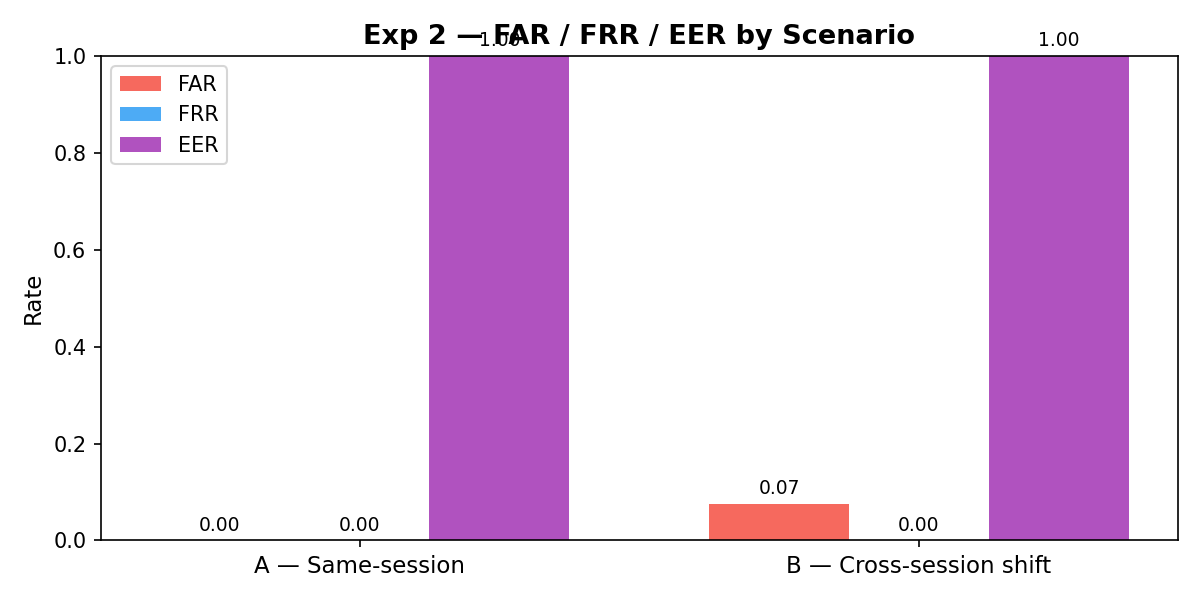 Exp 2 — FAR / FRR / EER by Scenario
1.00
1.00
1.0
FAR
FRR
EER
0.8
0.6
0.4
0.2
0.0
Rate
0.00
0.00
0.07
0.00
A — Same-session
B — Cross-session shift